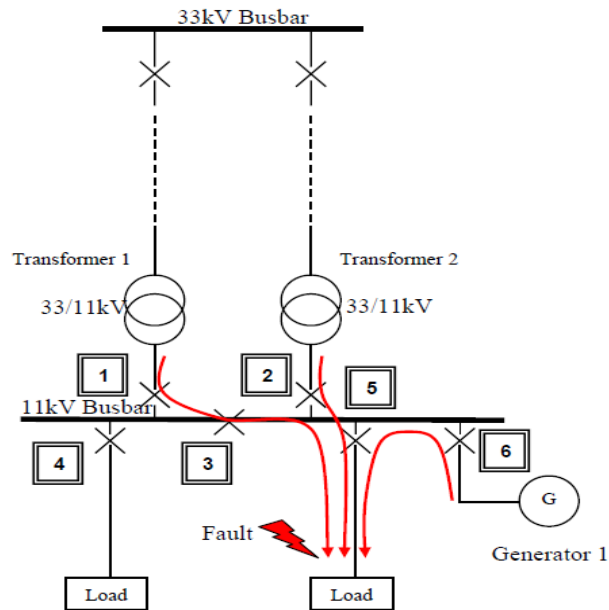 33kV Busbar
Transformer 1
Transformer 2
33/11kV
33/11kV
1
2
5
11kV Busbar
4
3
6
G
Fault
Generator 1
Load
Load